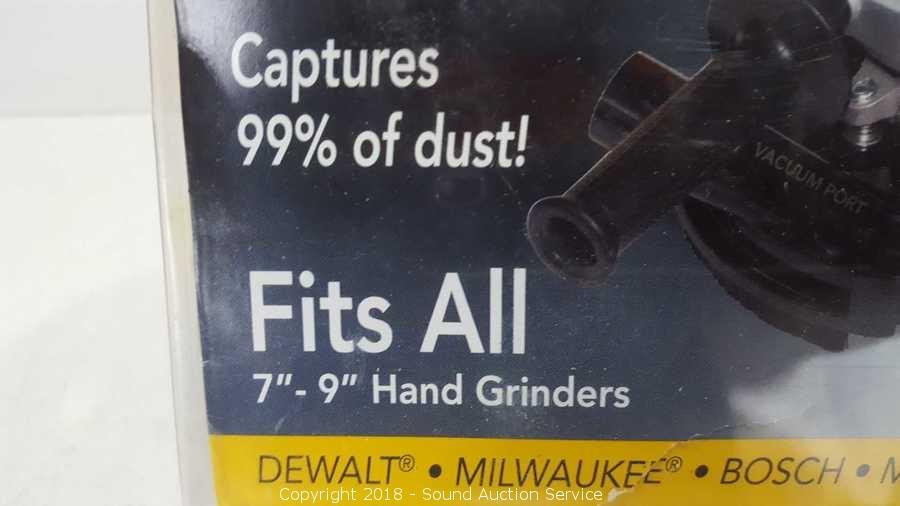 Captures
99% of dust!
VACUUM PORT
Fits All
7"- 9" Hand Grinders
DEWALT® • MILWAUKEE® • BOSCH • M
Copyright 2018 - Sound Auction Service